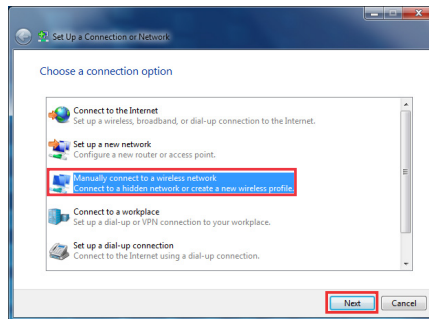 Set Up a Connection or Network
Choose a connection option
Connect to the Internet
Set up a wireless, broadband, or dial-up connection to the Internet.
Set up a new network
Configure a new router or access point.
Manually connect to a wireless network
Connect to a hidden network or create a new wireless profile.
Connect to a workplace
Set up a dial-up or VPN connection to your workplace.
Set up a dial-up connection
Connect to the Internet using a dial-up connection.
Next Cancel